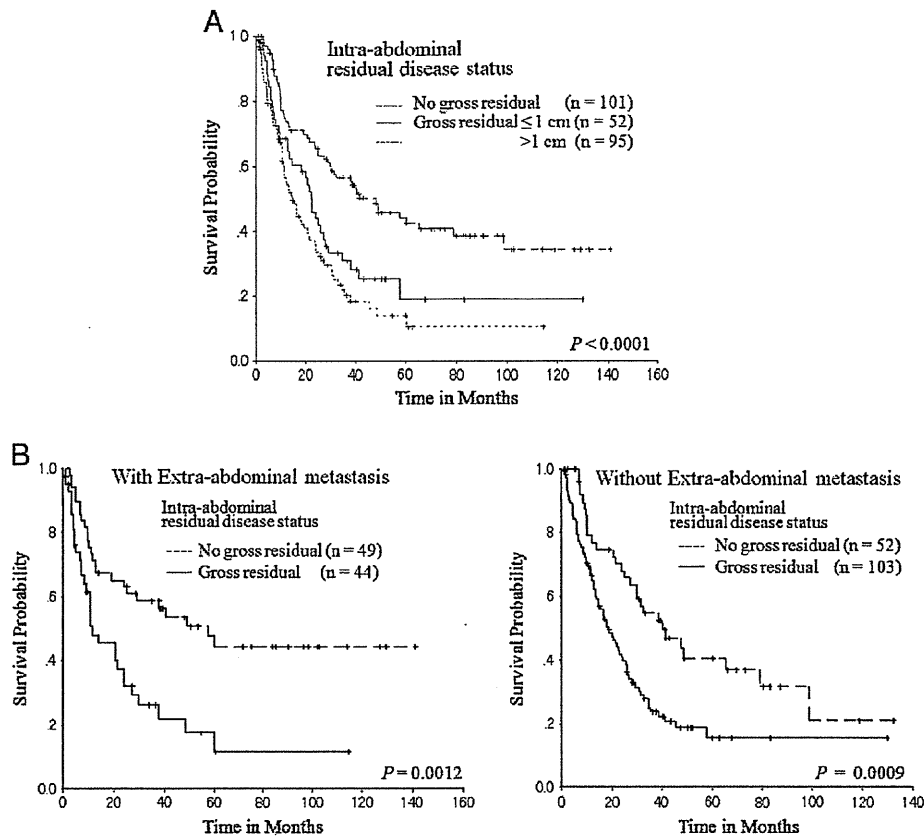 A
Intra-abdominal
residual disease status
No gross residual (n = 101)
Gross residual ≤1 cm (n = 52)
>1 cm (n = 95)
Survival Probability
1.0
.8
.6
.4
.2
0.0
P<0.0001
0 20 40 60 80 100 120 140 160
Time in Months
B
With Extra-abdominal metastasis
Intra-abdominal
residual disease status
No gross residual (n = 49)
Gross residual (n = 44)
Survival Probability
1.0
.8
.6
.4
.2
0.0
P = 0.0012
0 20 40 60 80 100 120 140 160
Time in Months
Without Extra-abdominal metastasis
Intra-abdominal
residual disease status
No gross residual (n = 52)
Gross residual (n = 103)
Survival Probability
1.0
.8
.6
.4
.2
0.0
P = 0.0009
0 20 40 60 80 100 120 140
Time in Months